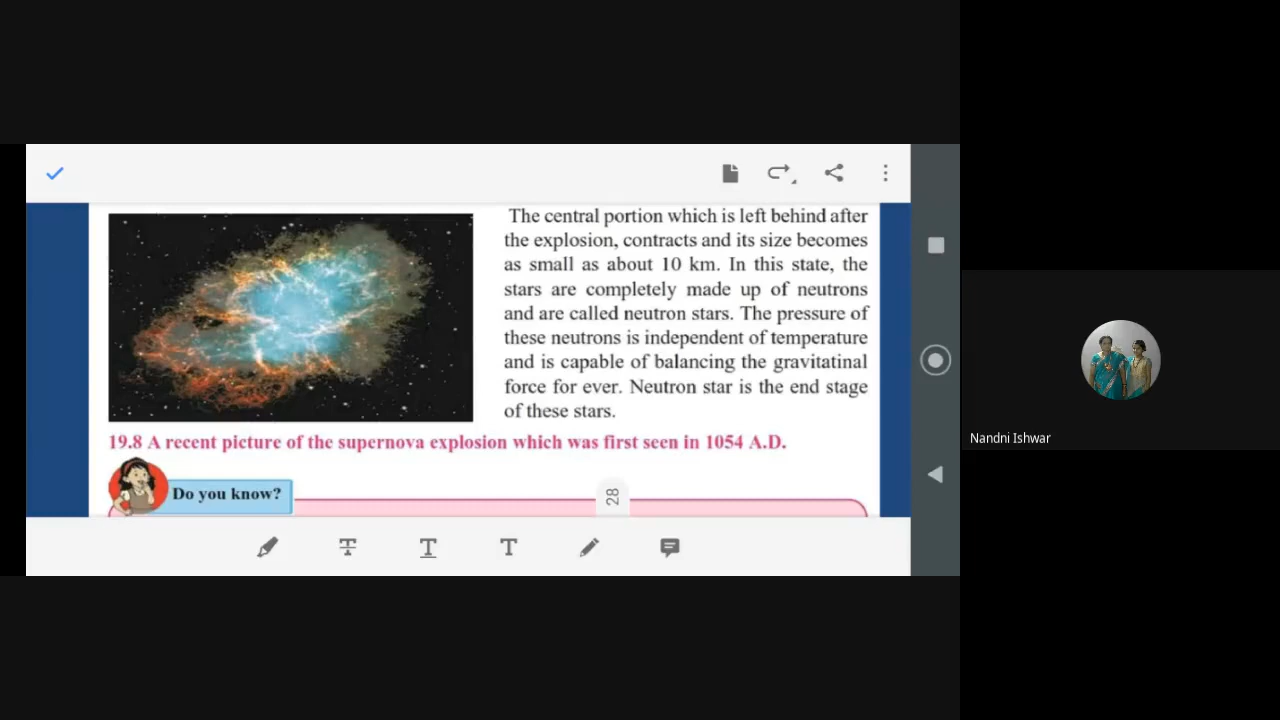 The central portion which is left behind after
the explosion, contracts and its size becomes
as small as about 10 km. In this state, the
stars are completely made up of neutrons
and are called neutron stars. The pressure of
these neutrons is independent of temperature
and is capable of balancing the gravitatinal
force for ever. Neutron star is the end stage
of these stars.
19.8 A recent picture of the supernova explosion which was first seen in 1054 A.D.
Do you know?
28
Nandni Ishwar